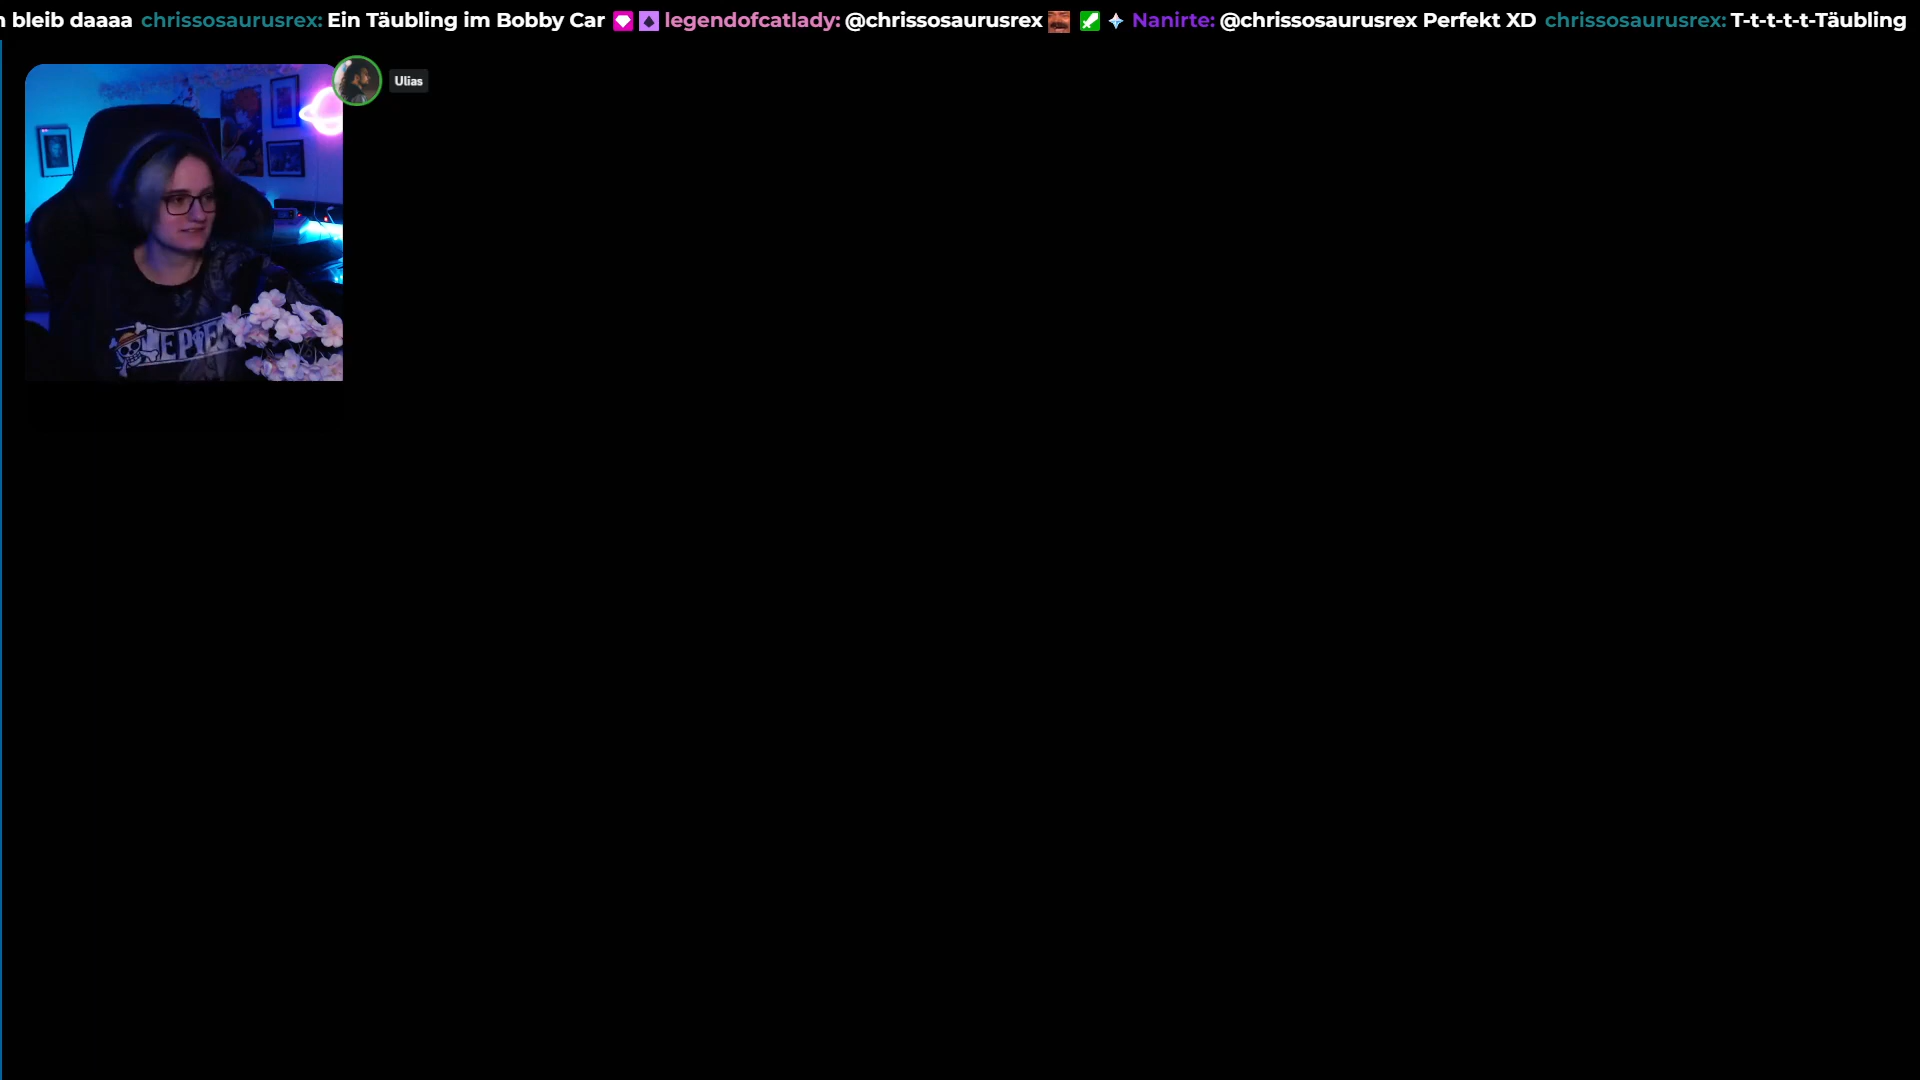 bleib daaaa chrissosaurusrex: Ein Täubling im Bobby Car legendofcatlady: @chrissosaurusrex Nanirte: @chrissosaurusrex Perfekt XD chrissosaurusrex: T-t-t-t-t-Täubling
Ulias